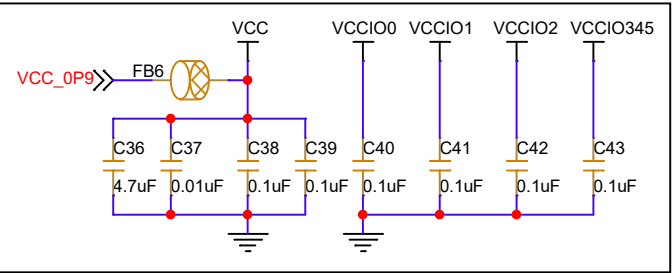 VCC VCCIO0 VCCIO1 VCCIO2 VCCIO345
VCC_0P9 FB6
C36 C37 C38 C39 C40 C41 C42 C43
4.7uF 0.01uF 0.1uF 0.1uF 0.1uF 0.1uF 0.1uF 0.1uF